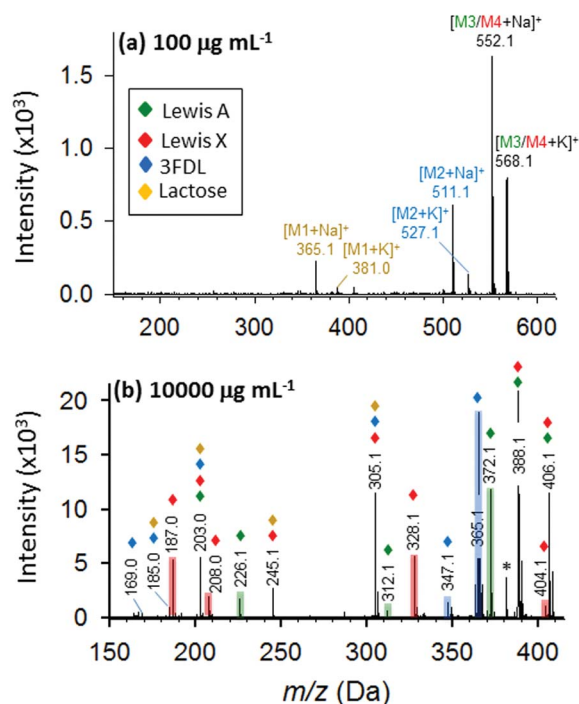 (a) 100 µg mL⁻¹
[M3/M4+Na]⁺
552.1
Lewis A
Lewis X
3FDL
Lactose
[M3/M4+K]⁺
568.1
[M2+Na]⁺
511.1
[M2+K]⁺
527.1
[M1+Na]⁺
365.1
[M1+K]⁺
381.0
Intensity (x10³)
1.5
1.0
0.5
0.0
200
300
400
500
600
(b) 10000 µg mL⁻¹
Intensity (x10³)
20
15
10
5
0
169.0
185.0
187.0
203.0
208.0
226.1
245.1
305.1
312.1
328.1
347.1
365.1
372.1
*
388.1
404.1
406.1
150
200
250
300
350
400
m/z (Da)